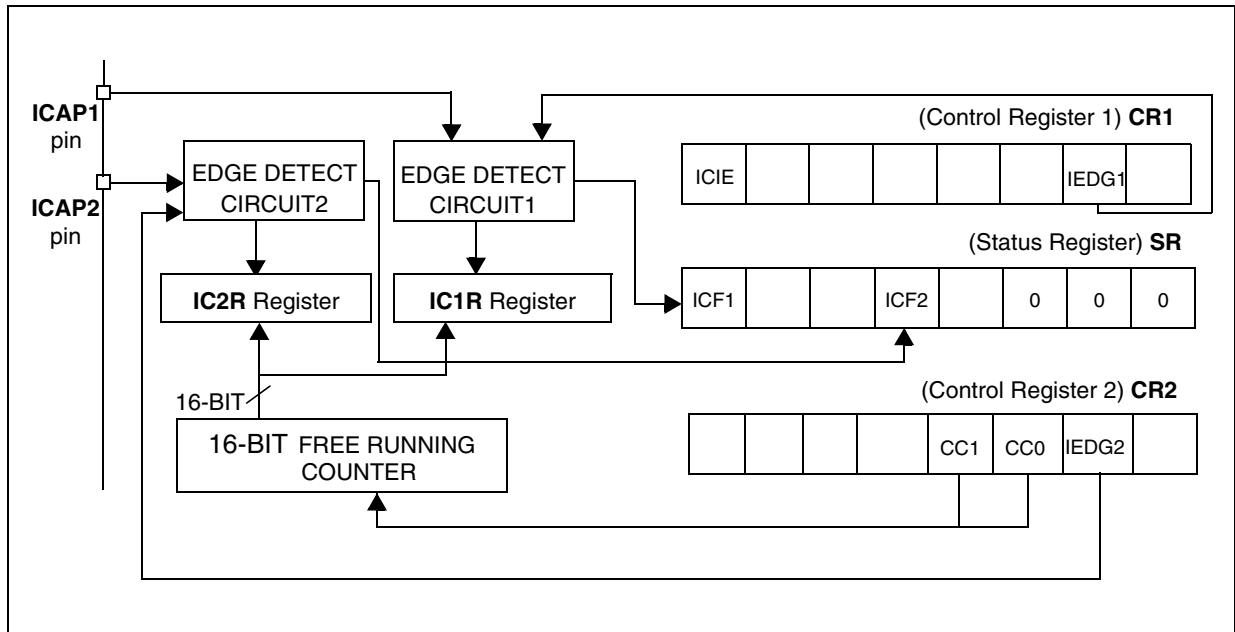 ICAP1
pin
ICAP2
pin
EDGE DETECT
CIRCUIT2
EDGE DETECT
CIRCUIT1
IC2R Register
IC1R Register
16-BIT
16-BIT FREE RUNNING
COUNTER
(Control Register 1) CR1
ICIE IEDG1
(Status Register) SR
ICF1 ICF2 0 0 0
(Control Register 2) CR2
CC1 CC0 IEDG2